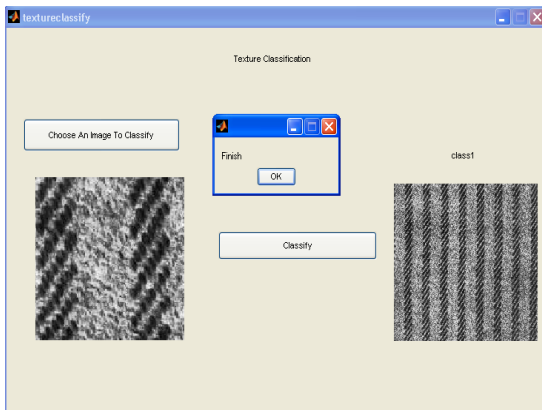 textureclassify
Texture Classification
Choose An Image To Classify
Finish
OK
class1
Classify